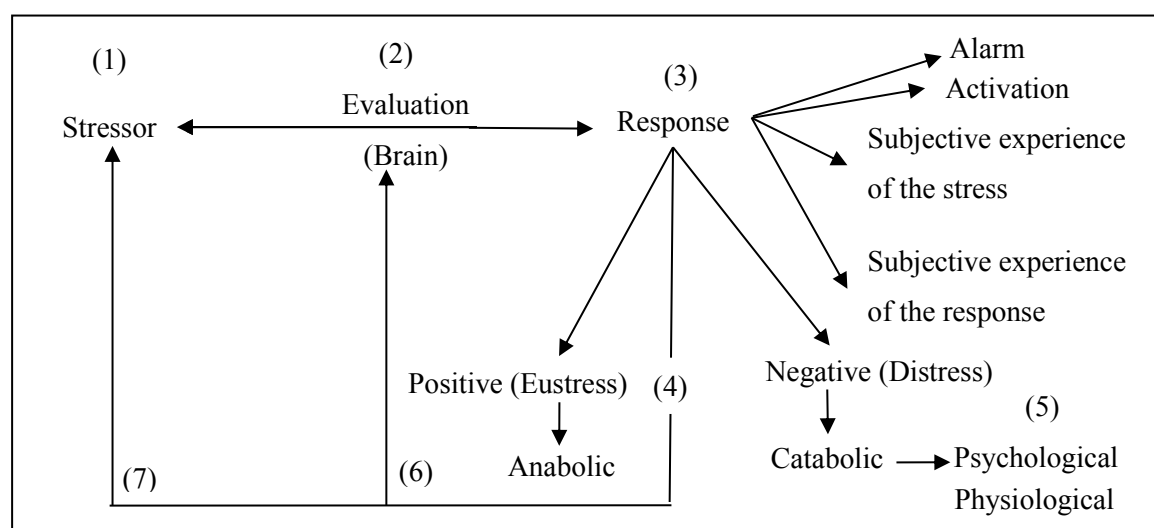 (1)
(2)
(3)
Alarm
Activation
Evaluation
Stressor
Response
(Brain)
Subjective experience
of the stress
Subjective experience
of the response
Positive (Eustress)
(4)
Negative (Distress)
(5)
Anabolic
Catabolic
Psychological
Physiological
(7)
(6)